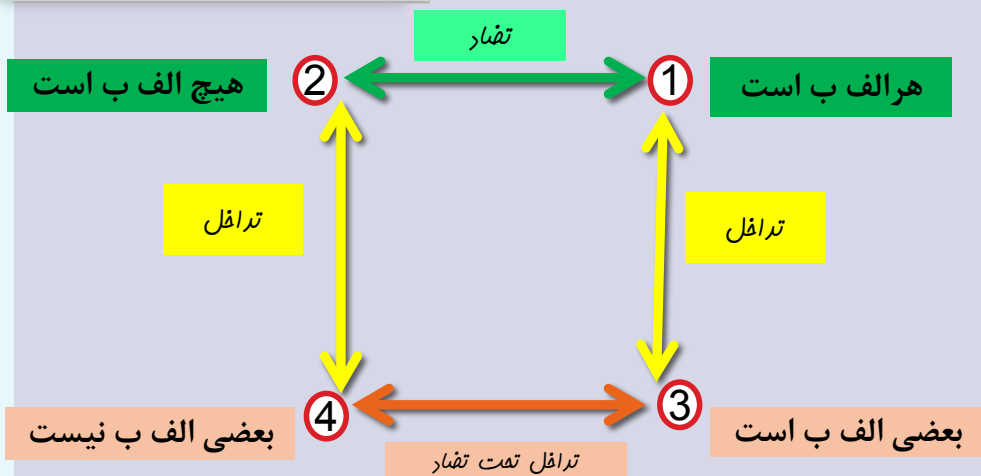 تضاد
هرالف ب است
1
2
هیچ الف ب است
تداخل
تداخل
بعضی الف ب است
3
4
بعضی الف ب نیست
تداخل تحت تضاد